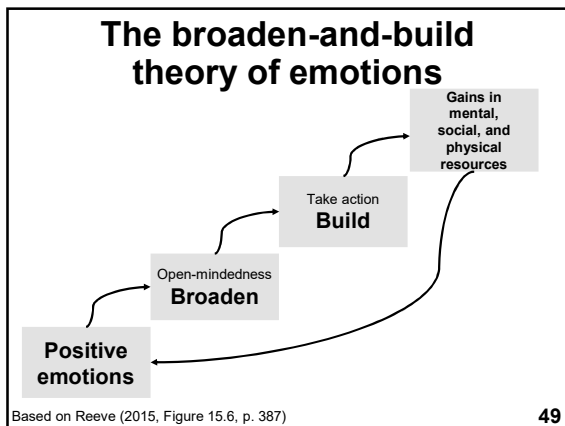 The broaden-and-build
theory of emotions
Gains in
mental,
social, and
physical
resources
Take action
Build
Open-mindedness
Broaden
Positive
emotions
Based on Reeve (2015, Figure 15.6, p. 387)
49